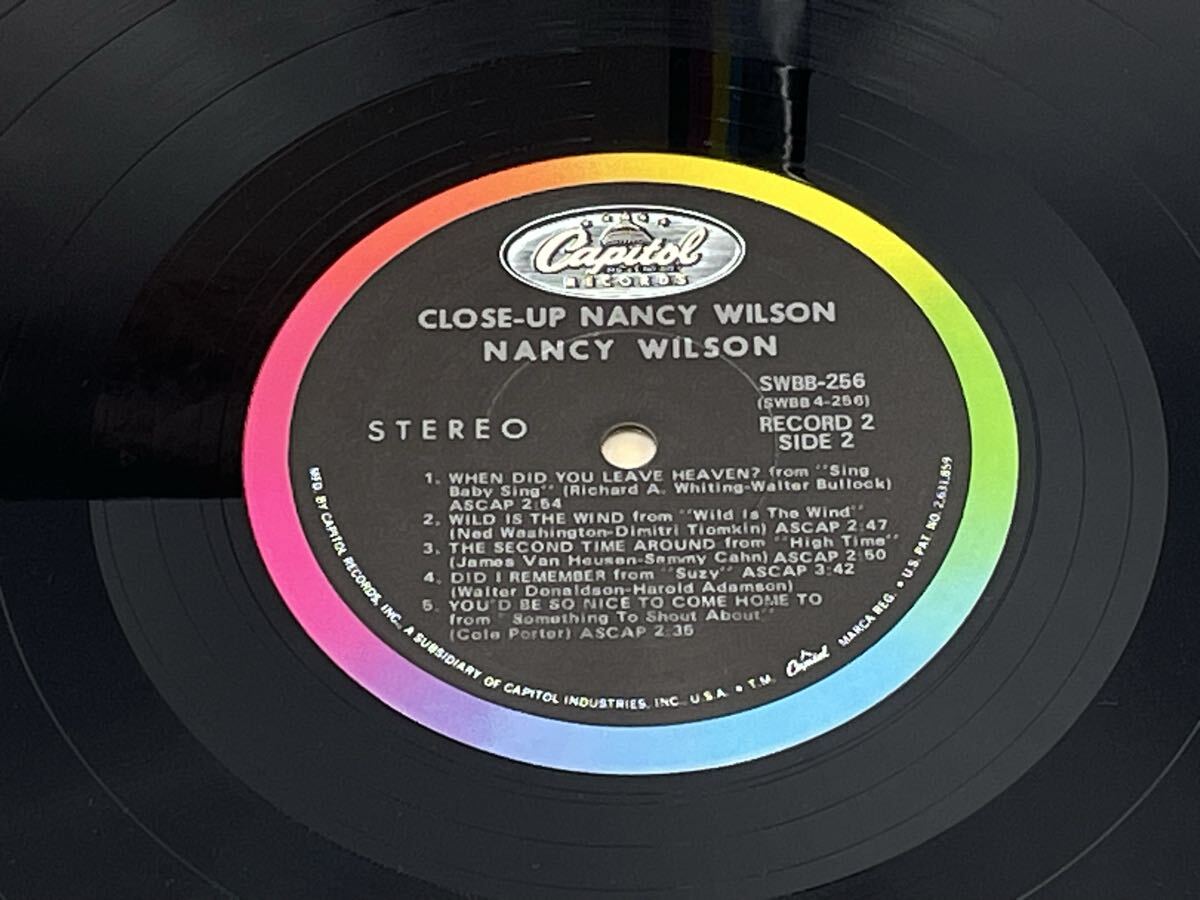 Capitol
RECORDS
CLOSE-UP NANCY WILSON
NANCY WILSON
SWBB-256
(SWBB 4-256)
STEREO
RECORD 2
SIDE 2
1. WHEN DID YOU LEAVE HEAVEN? from "Sing
Baby Sing" (Richard A. Whiting-Walter Bullock)
ASCAP 2:54
2. WILD IS THE WIND from "Wild Is The Wind"
(Ned Washington-Dimitri Tiomkin) ASCAP 2:47
3. THE SECOND TIME AROUND from "High Time"
(James Van Heusen-Sammy Cahn) ASCAP 2:50
4. DID I REMEMBER from "Suzy" ASCAP 3:42
(Walter Donaldson-Harold Adamson)
5. YOU'D BE SO NICE TO COME HOME TO
from "Something To Shout About"
(Cole Porter) ASCAP 2:35
MFD. BY CAPITOL RECORDS, INC., A SUBSIDIARY OF CAPITOL INDUSTRIES, INC., U.S.A. • T.M. Capitol MARCA REG. • U.S. PAT. NO. 2,631,859